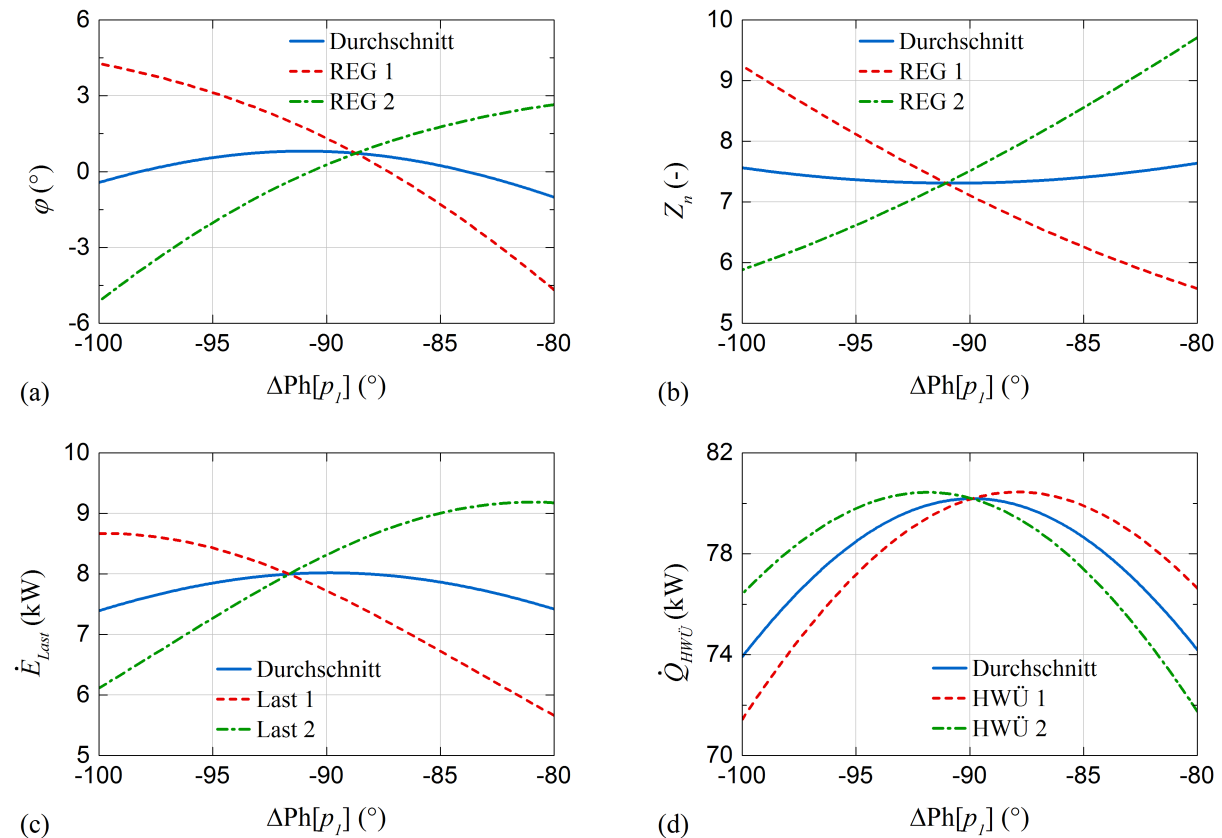 6
3
0
-3
-6
φ (°)
Durchschnitt
REG 1
REG 2
-100 -95 -90 -85 -80
(a) ΔPh[p1] (°)
10
9
8
7
6
5
Zn (-)
Durchschnitt
REG 1
REG 2
-100 -95 -90 -85 -80
(b) ΔPh[p1] (°)
10
9
8
7
6
5
ĖLast (kW)
Durchschnitt
Last 1
Last 2
-100 -95 -90 -85 -80
(c) ΔPh[p1] (°)
82
78
74
70
Q̇HWÜ (kW)
Durchschnitt
HWÜ 1
HWÜ 2
-100 -95 -90 -85 -80
(d) ΔPh[p1] (°)